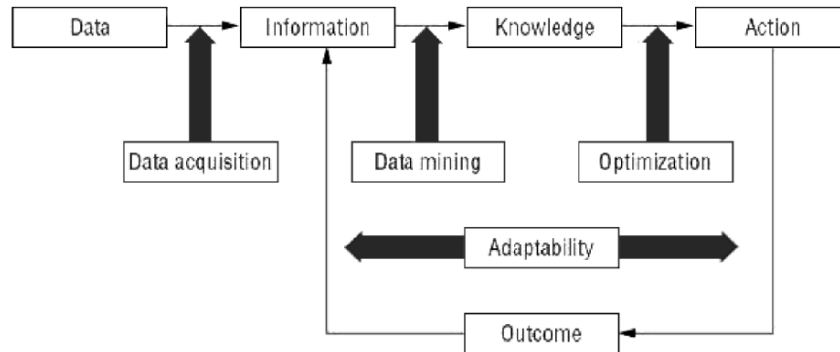 Data
Information
Knowledge
Action
Data acquisition
Data mining
Optimization
Adaptability
Outcome